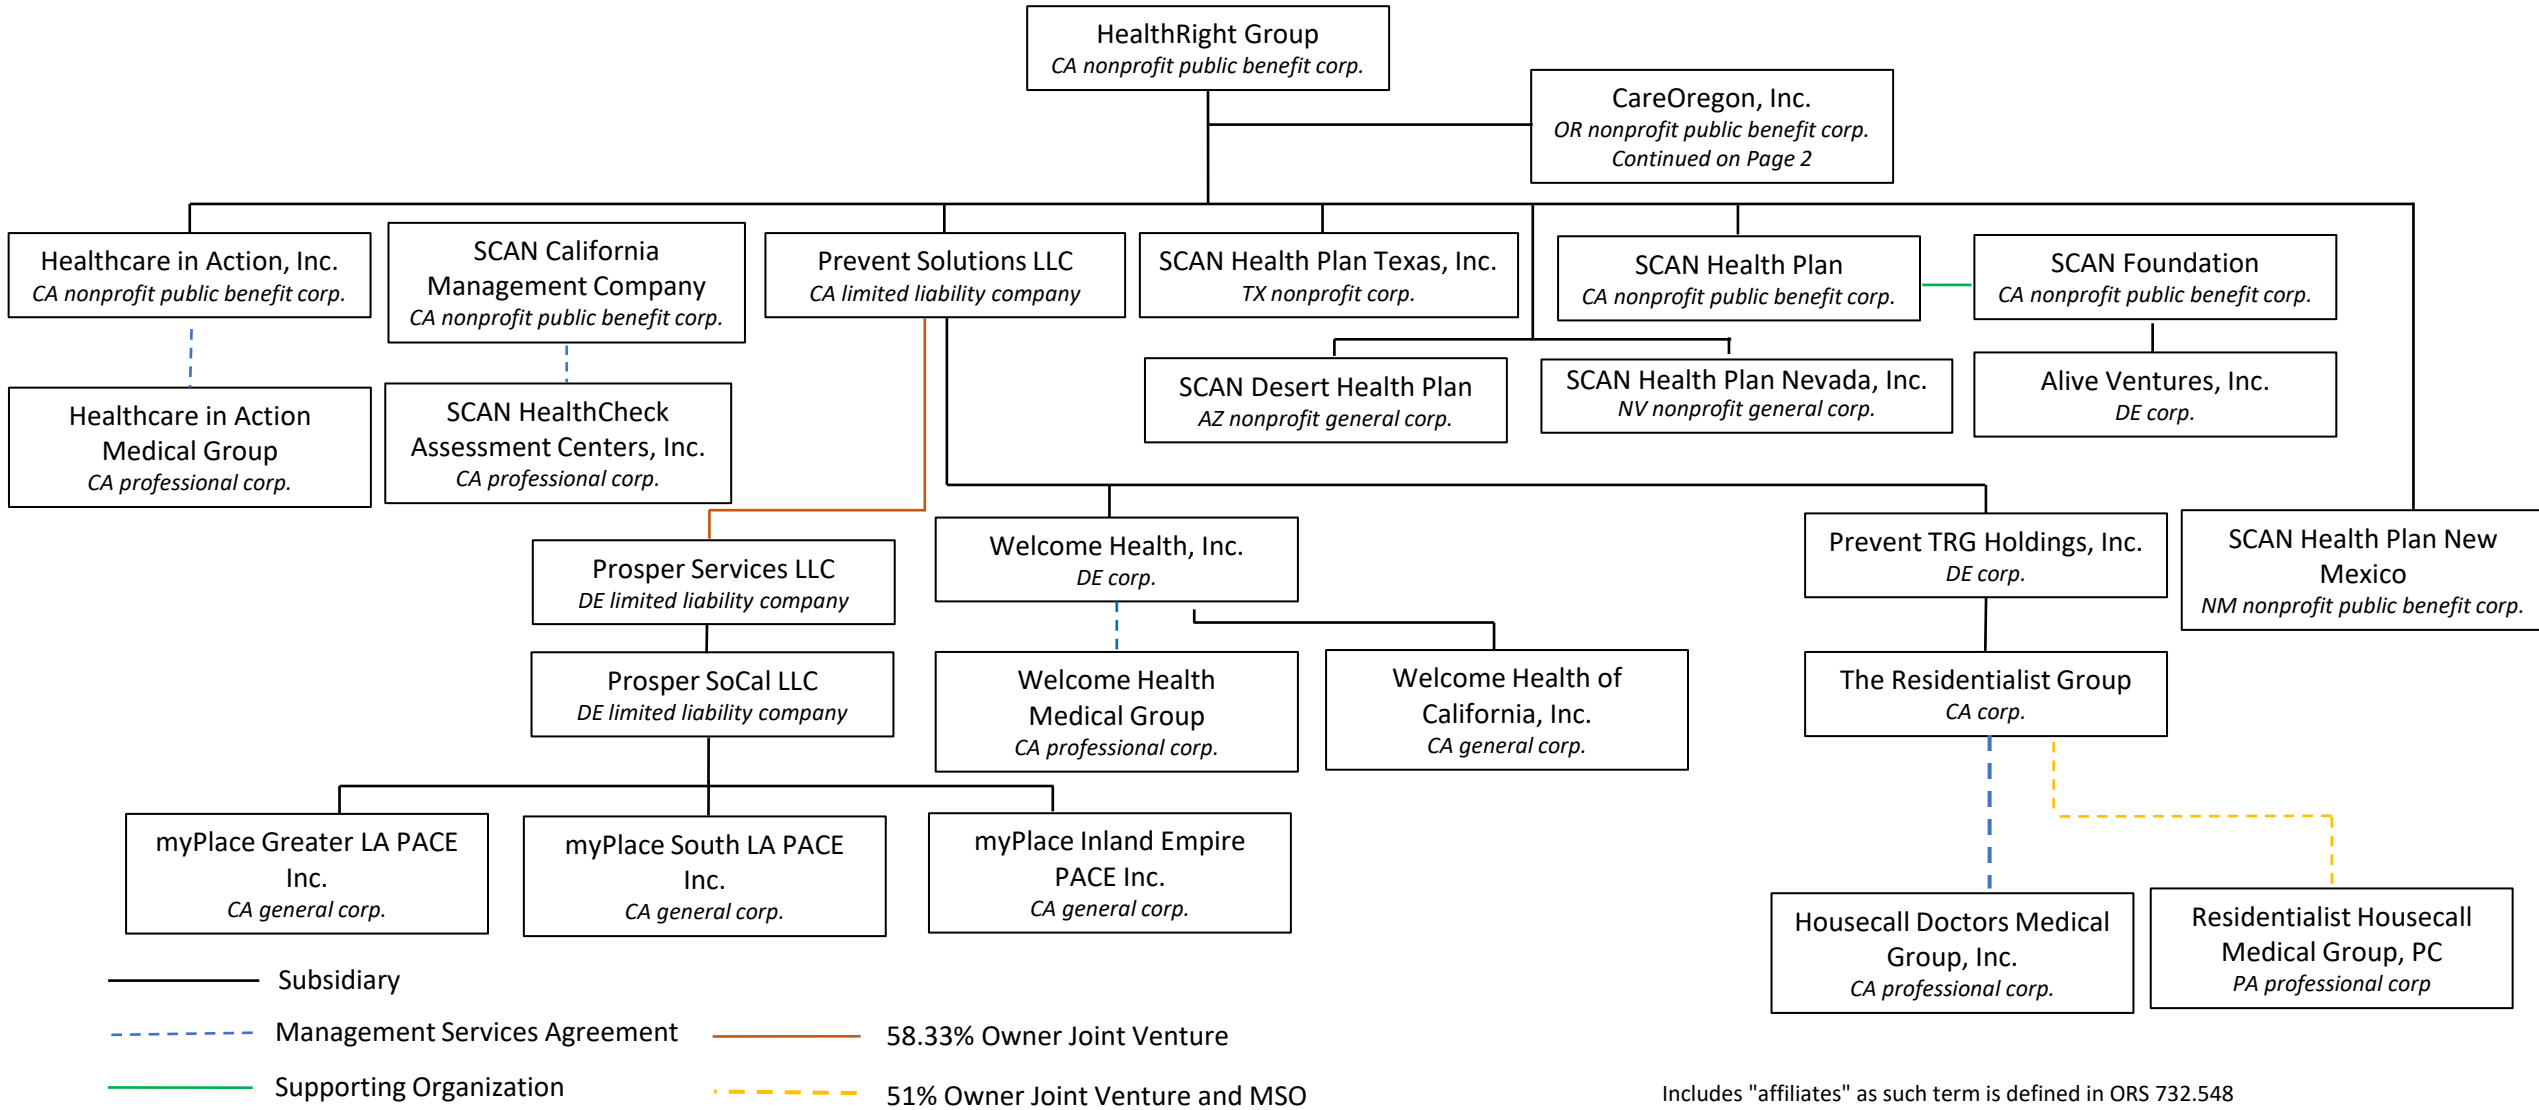 HealthRight Group
CA nonprofit public benefit corp.
CareOregon, Inc.
OR nonprofit public benefit corp.
Continued on Page 2
Healthcare in Action, Inc.
CA nonprofit public benefit corp.
SCAN California
Management Company
CA nonprofit public benefit corp.
Prevent Solutions LLC
CA limited liability company
SCAN Health Plan Texas, Inc.
TX nonprofit corp.
SCAN Health Plan
CA nonprofit public benefit corp.
SCAN Foundation
CA nonprofit public benefit corp.
Healthcare in Action
Medical Group
CA professional corp.
SCAN HealthCheck
Assessment Centers, Inc.
CA professional corp.
SCAN Desert Health Plan
AZ nonprofit general corp.
SCAN Health Plan Nevada, Inc.
NV nonprofit general corp.
Alive Ventures, Inc.
DE corp.
Prosper Services LLC
DE limited liability company
Welcome Health, Inc.
DE corp.
Prevent TRG Holdings, Inc.
DE corp.
SCAN Health Plan New
Mexico
NM nonprofit public benefit corp.
Prosper SoCal LLC
DE limited liability company
Welcome Health
Medical Group
CA professional corp.
Welcome Health of
California, Inc.
CA general corp.
The Residentialist Group
CA corp.
myPlace Greater LA PACE
Inc.
CA general corp.
myPlace South LA PACE
Inc.
CA general corp.
myPlace Inland Empire
PACE Inc.
CA general corp.
Housecall Doctors Medical
Group, Inc.
CA professional corp.
Residentialist Housecall
Medical Group, PC
PA professional corp
Subsidiary
Management Services Agreement
58.33% Owner Joint Venture
Supporting Organization
51% Owner Joint Venture and MSO
Includes "affiliates" as such term is defined in ORS 732.548